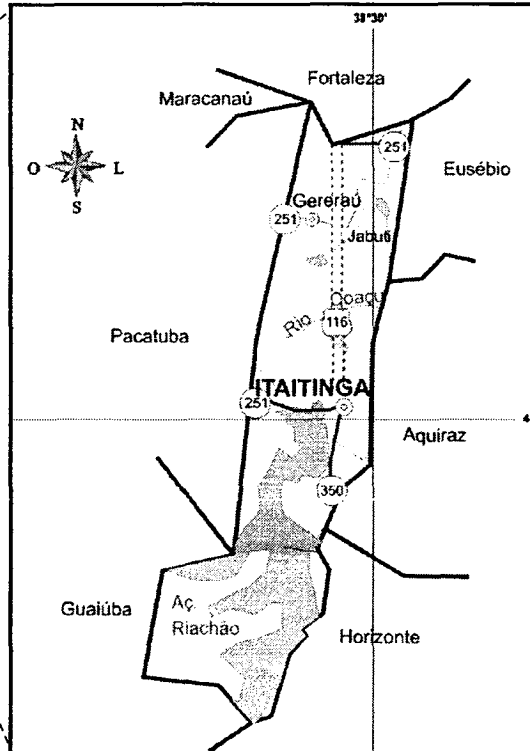 38°30'
Fortaleza
Maracanaú
N
O L
S
251
Eusébio
Gereraú
251
Jabuti
Coaçu
Rio
116
Pacatuba
ITAITINGA
251
4
Aquiraz
350
Guaiúba
Aç.
Riachão
Horizonte